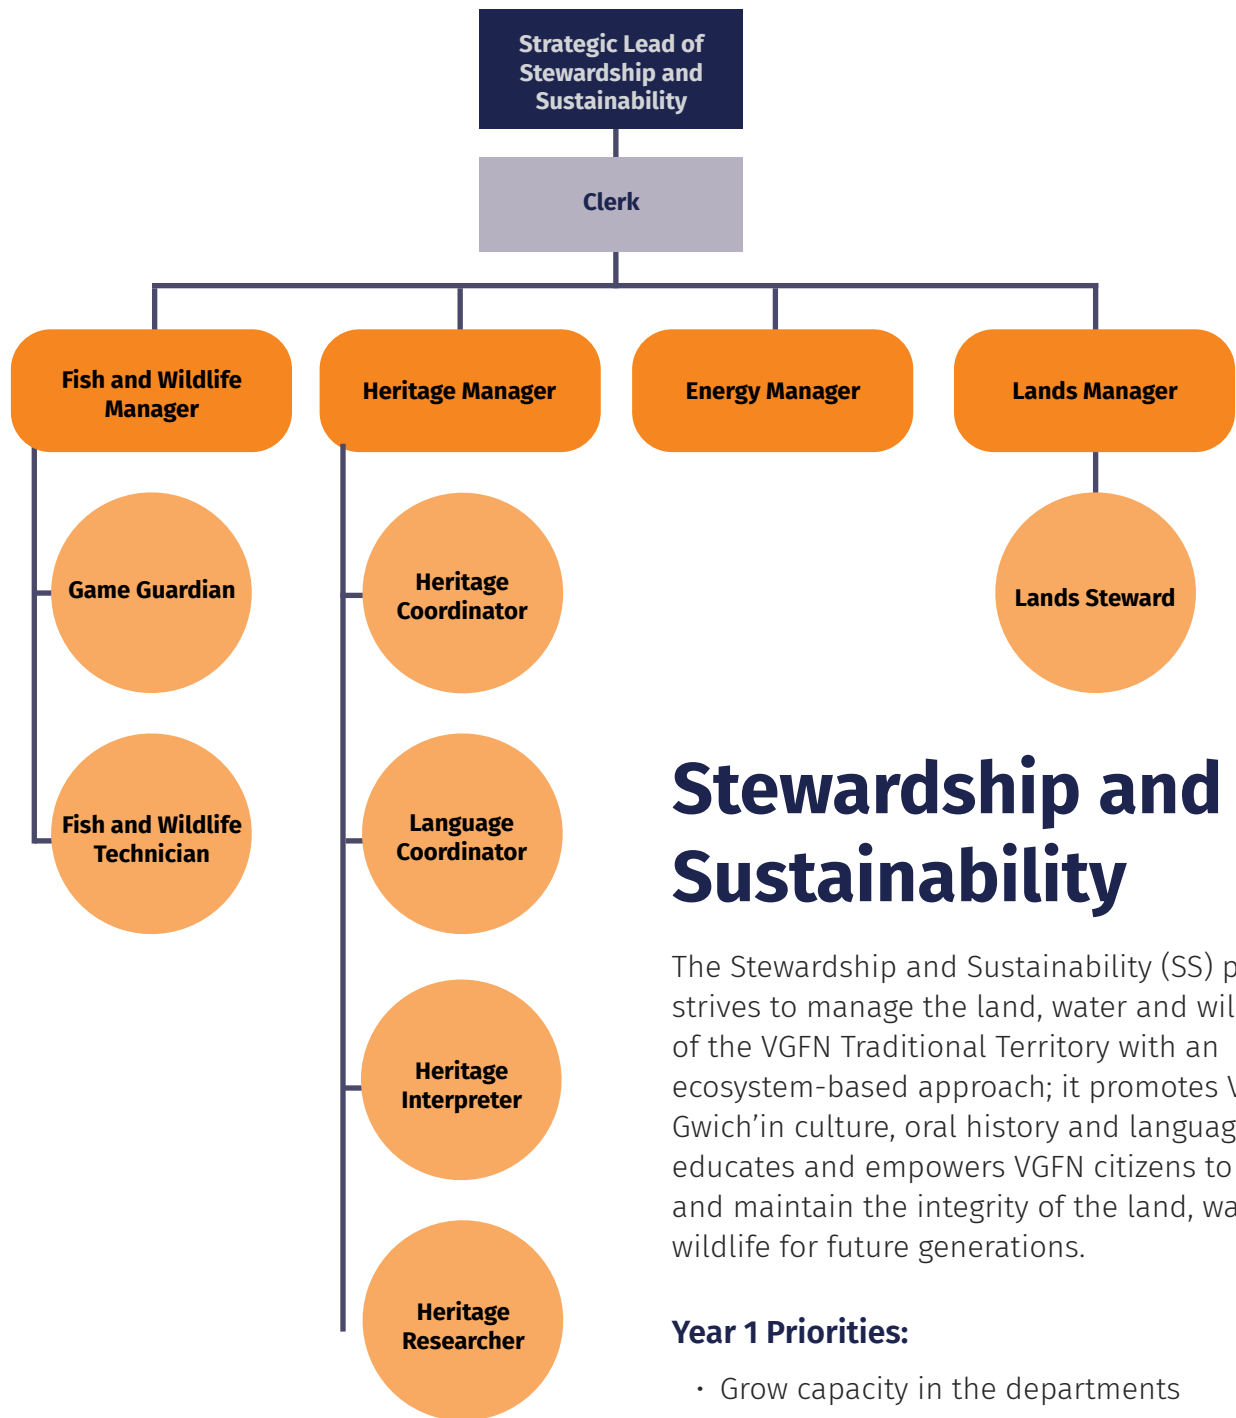 Strategic Lead of
Stewardship and
Sustainability
Clerk
Fish and Wildlife
Manager
Heritage Manager
Energy Manager
Lands Manager
Game Guardian
Heritage
Coordinator
Lands Steward
Fish and Wildlife
Technician
Language
Coordinator
Heritage
Interpreter
Heritage
Researcher
Stewardship and
Sustainability
The Stewardship and Sustainability (SS)
strives to manage the land, water and
of the VGFN Traditional Territory with an
ecosystem-based approach; it promotes
Gwich’in culture, oral history and
educates and empowers VGFN citizens to
and maintain the integrity of the land,
wildlife for future generations.
Year 1 Priorities:
· Grow capacity in the departments